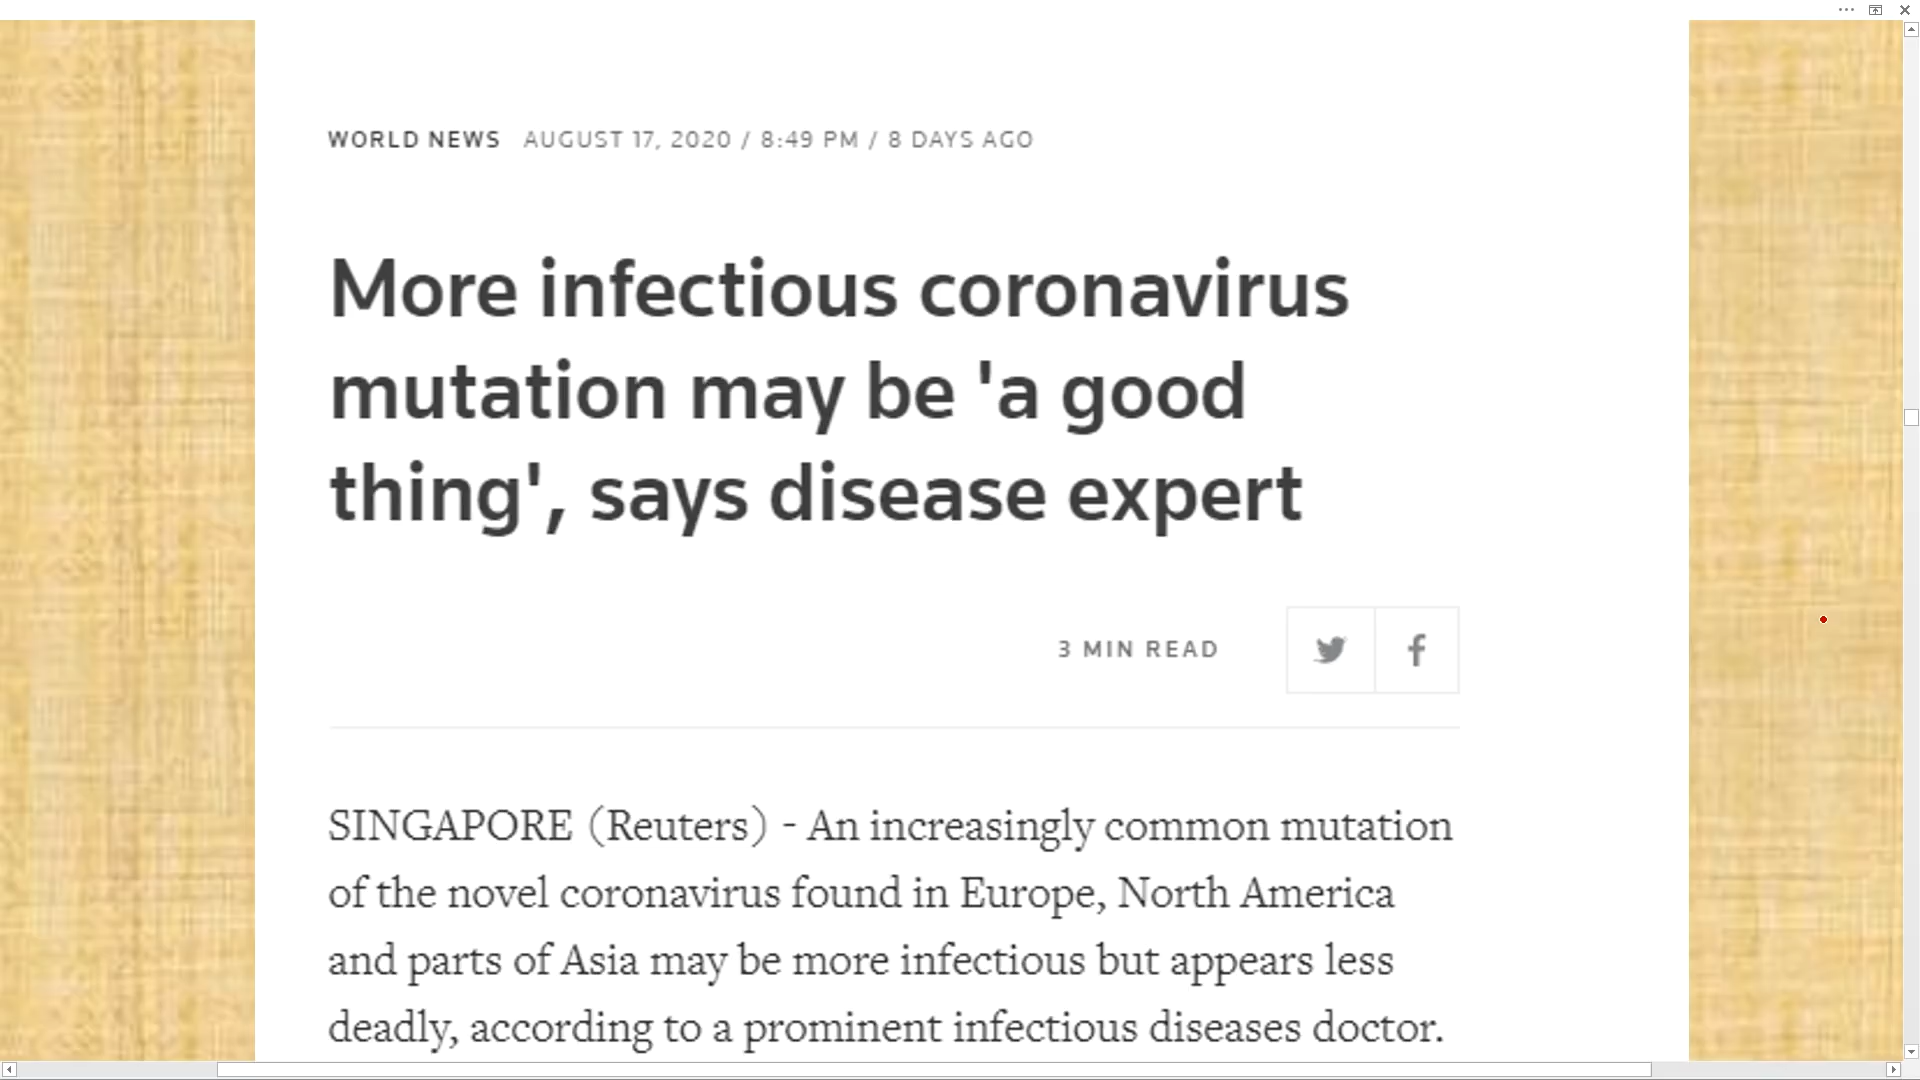 WORLD NEWS AUGUST 17, 2020 / 8:49 PM / 8 DAYS AGO
More infectious coronavirus
mutation may be 'a good
thing', says disease expert
3 MIN READ
SINGAPORE (Reuters) - An increasingly common mutation
of the novel coronavirus found in Europe, North America
and parts of Asia may be more infectious but appears less
deadly, according to a prominent infectious diseases doctor.